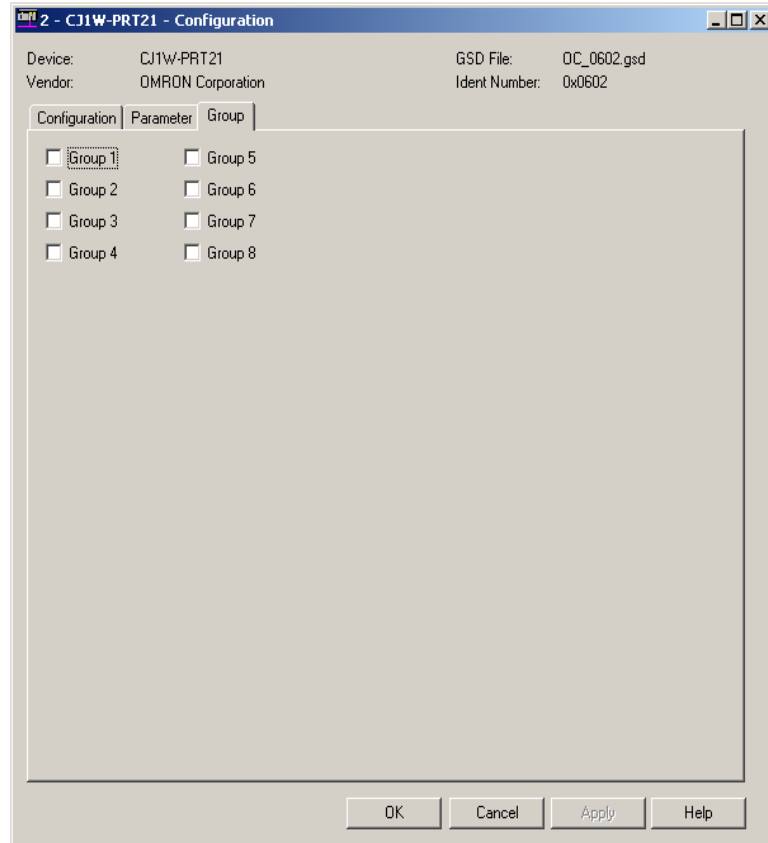 2 - CJ1W-PRT21 - Configuration
Device: CJ1W-PRT21 GSD File: OC_0602.gsd
Vendor: OMRON Corporation Ident Number: 0x0602
Configuration Parameter Group
Group 1 Group 5
Group 2 Group 6
Group 3 Group 7
Group 4 Group 8
OK Cancel Apply Help